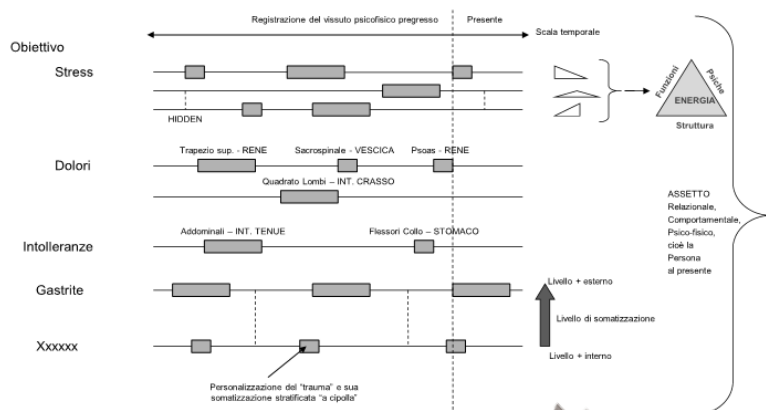 Registrazione del vissuto psicofisico pregresso
Presente
Scala temporale
Obiettivo
Stress
HIDDEN
Funzioni
Psiche
ENERGIA
Struttura
Trapezio sup. - RENE
Sacrospinale - VESCICA
Psoas - RENE
Dolori
Quadrato Lombi – INT. CRASSO
ASSETTO
Relazionale,
Comportamentale,
Psico-fisico,
cioè la
Persona
al presente
Addominali – INT. TENUE
Flessori Collo – STOMACO
Intolleranze
Gastrite
Livello + esterno
Livello di somatizzazione
Xxxxxx
Livello + interno
Personalizzazione del "trauma" e sua
somatizzazione stratificata "a cipolla"